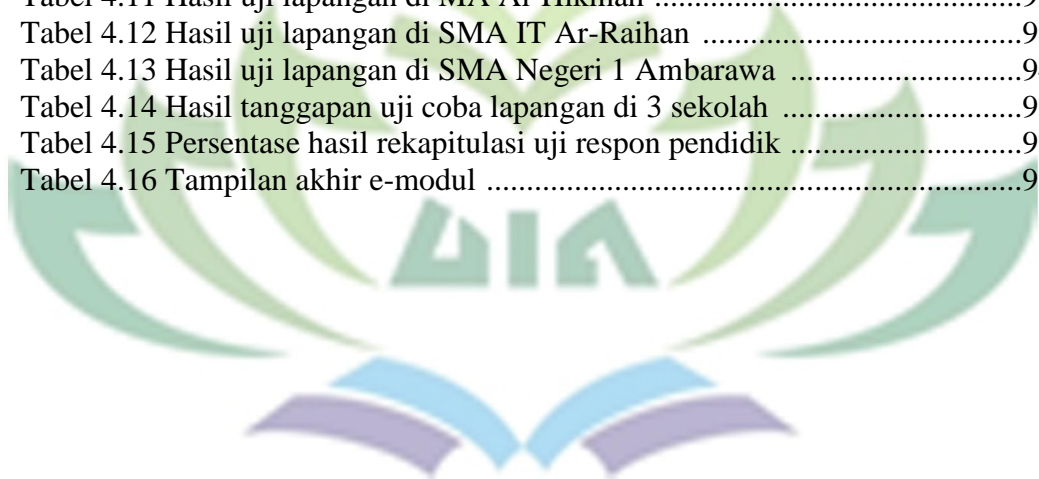 Tabel 4.11 Hasil uji lapangan di MA Al-Hikmah ................................................9
Tabel 4.12 Hasil uji lapangan di SMA IT Ar-Raihan ..........................................9
Tabel 4.13 Hasil uji lapangan di SMA Negeri 1 Ambarawa ...............................9
Tabel 4.14 Hasil tanggapan uji coba lapangan di 3 sekolah ................................9
Tabel 4.15 Persentase hasil rekapitulasi uji respon pendidik ...............................9
Tabel 4.16 Tampilan akhir e-modul ......................................................................9
UIN